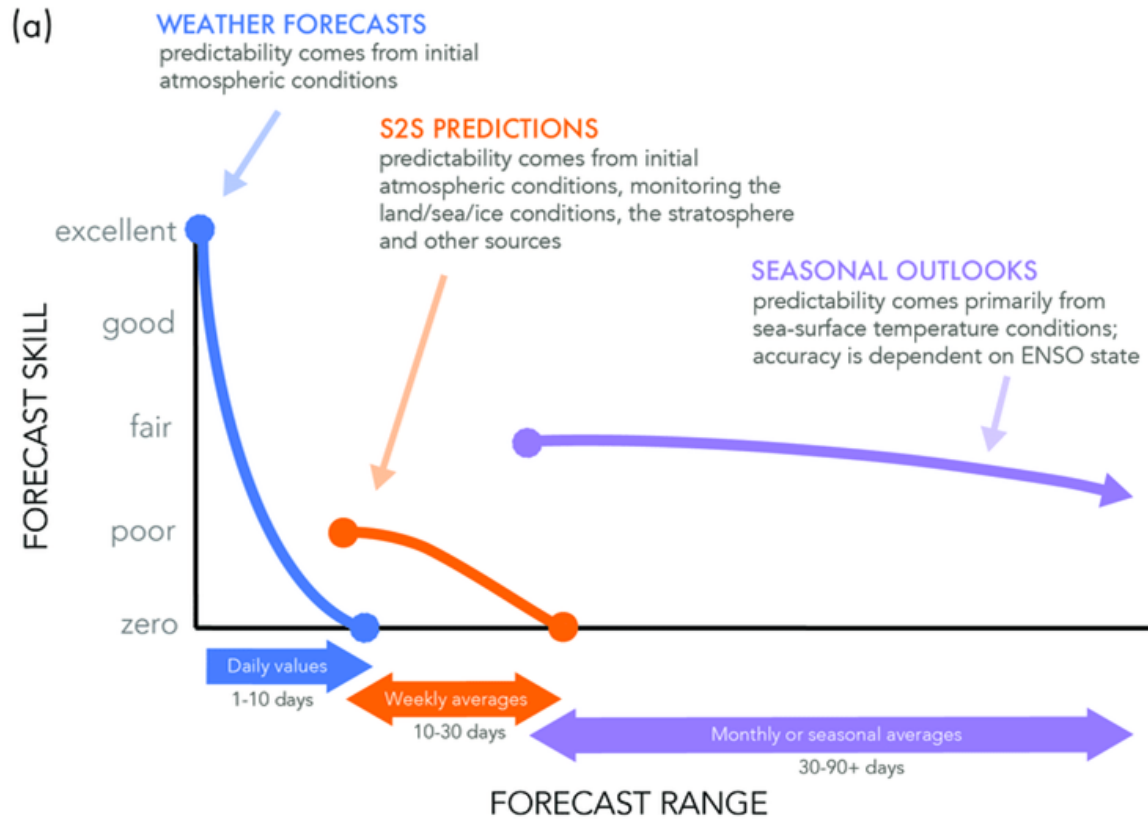 (a)
WEATHER FORECASTS
predictability comes from initial
atmospheric conditions
S2S PREDICTIONS
predictability comes from initial
atmospheric conditions, monitoring the
land/sea/ice conditions, the stratosphere
and other sources
SEASONAL OUTLOOKS
predictability comes primarily from
sea-surface temperature conditions;
accuracy is dependent on ENSO state
FORECAST SKILL
excellent
good
fair
poor
zero
Daily values
1-10 days
Weekly averages
10-30 days
Monthly or seasonal averages
30-90+ days
FORECAST RANGE